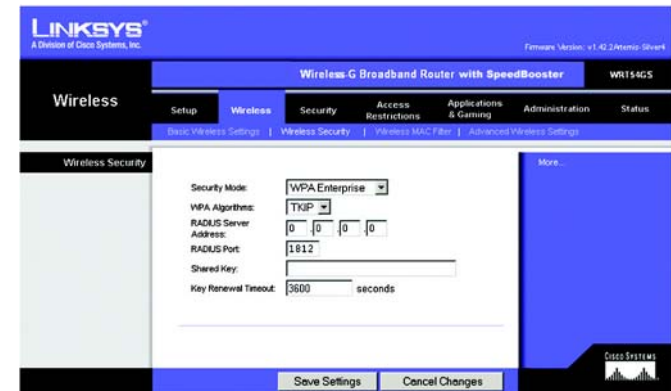 LINKSYS®
A Division of Cisco Systems, Inc.
Firmware Version: v1.42.2Artemis-Silver4
Wireless-G Broadband Router with SpeedBooster WRT54GS
Wireless
Setup Wireless Security Access Restrictions Applications & Gaming Administration Status
Basic Wireless Settings | Wireless Security | Wireless MAC Filter | Advanced Wireless Settings
Wireless Security
More...
Security Mode: WPA Enterprise
WPA Algorithms: TKIP
RADIUS Server Address: 0 .0 .0 .0
RADIUS Port: 1812
Shared Key:
Key Renewal Timeout: 3600 seconds
CISCO SYSTEMS
Save Settings Cancel Changes